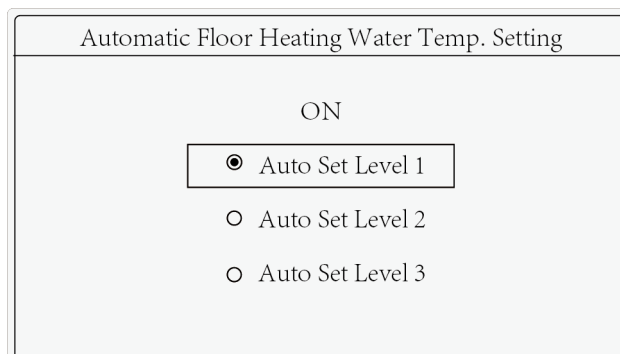 Automatic Floor Heating Water Temp. Setting
ON
Auto Set Level 1
Auto Set Level 2
Auto Set Level 3